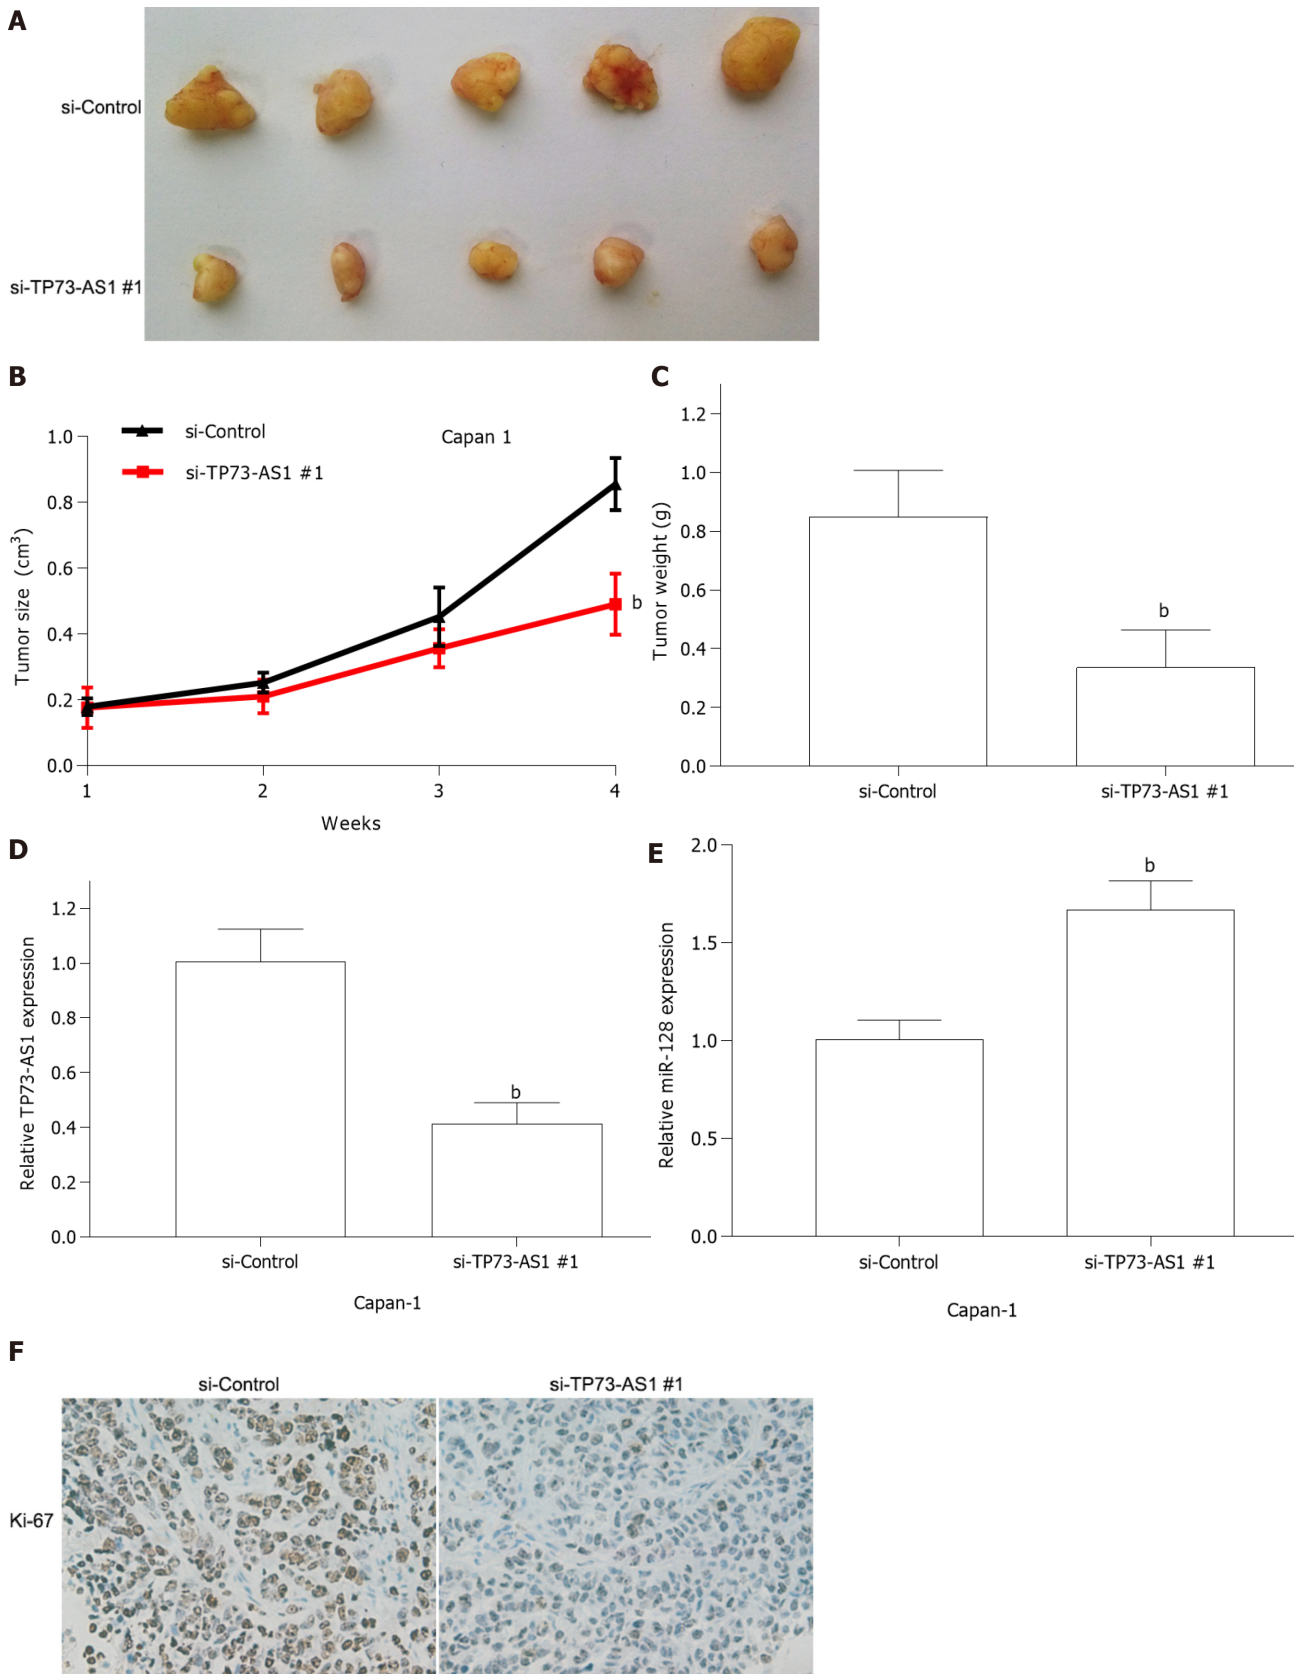 A
si-Control
si-TP73-AS1 #1
B
si-Control
si-TP73-AS1 #1
Capan 1
Tumor size (cm³)
1.0
0.8
0.6
0.4
0.2
0.0
b
1 2 3 4
Weeks
C
Tumor weight (g)
1.2
1.0
0.8
0.6
0.4
0.2
0.0
b
si-Control si-TP73-AS1 #1
D
Relative TP73-AS1 expression
1.2
1.0
0.8
0.6
0.4
0.2
0.0
b
si-Control si-TP73-AS1 #1
Capan-1
E
Relative miR-128 expression
2.0
1.5
1.0
0.5
0.0
b
si-Control si-TP73-AS1 #1
Capan-1
F
si-Control si-TP73-AS1 #1
Ki-67